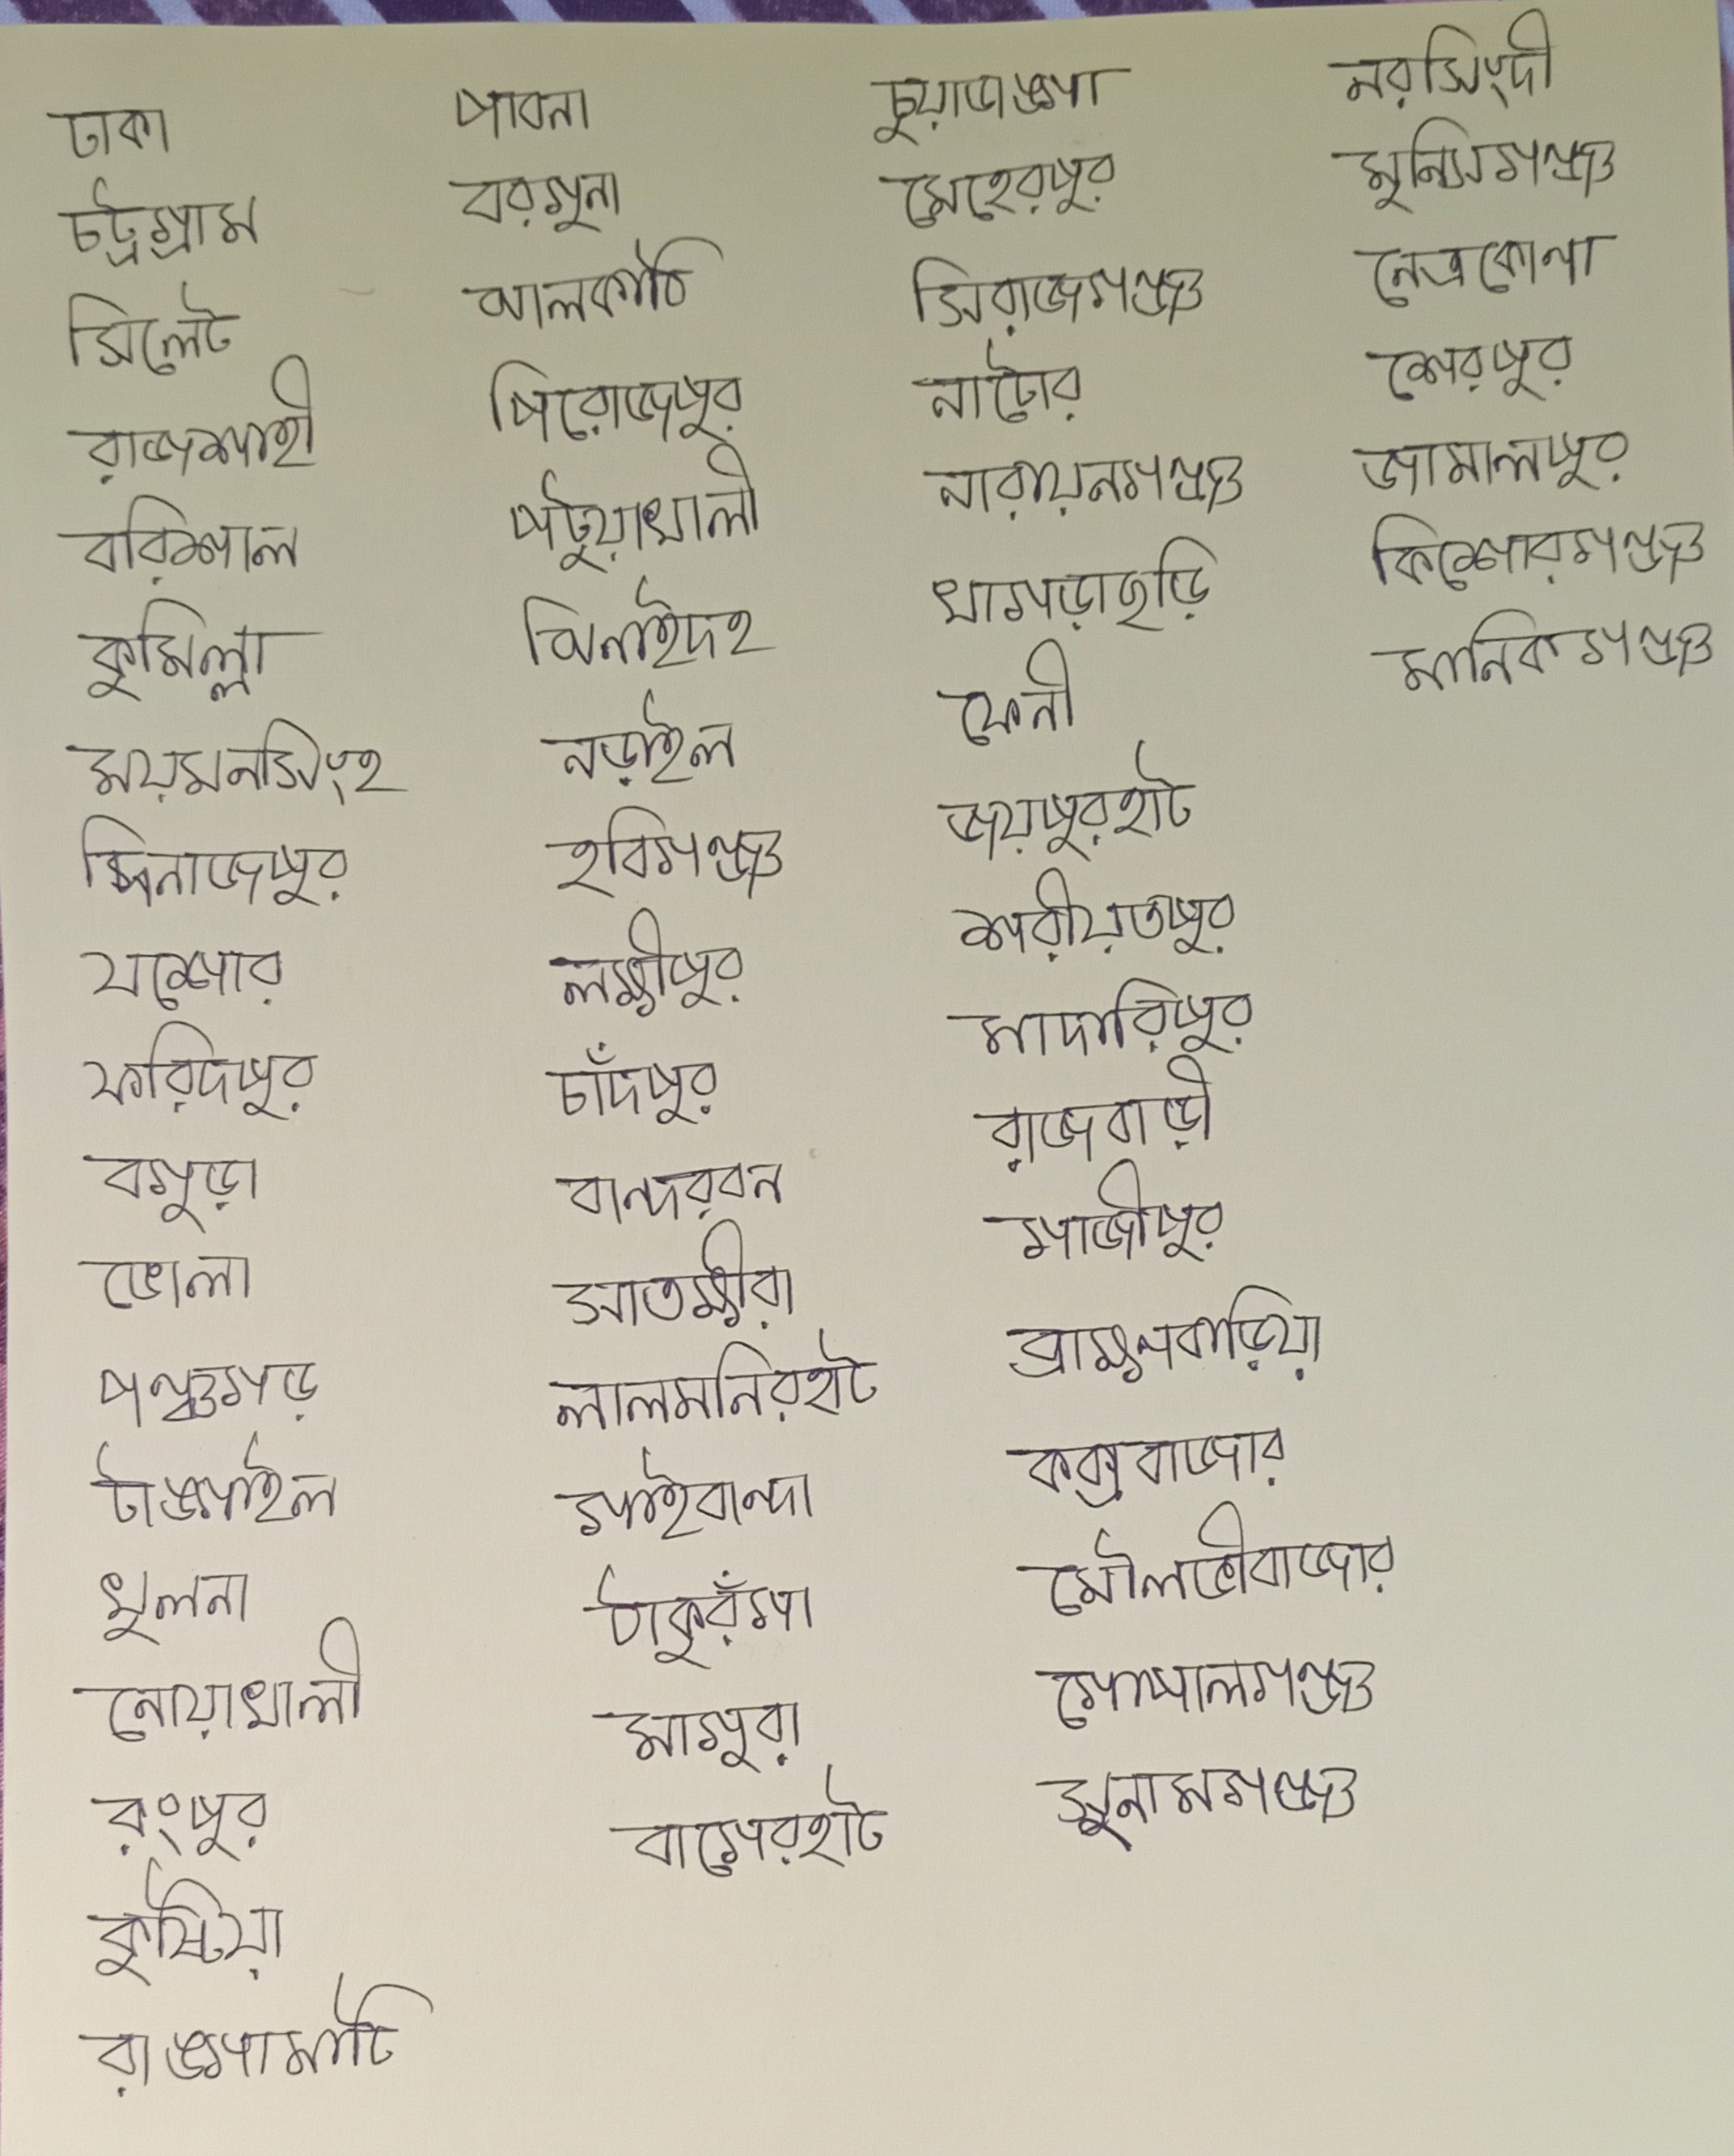 ঢাকা
চট্রগ্রাম
সিলেট
রাজশাহী
বরিশাল
কুমিল্লা
ময়মনসিংহ
দিনাজপুর
যশোর
ফরিদপুর
বগুড়া
ভোলা
পঞ্চগড়
টাঙ্গাইল
খুলনা
নোয়াখালী
রংপুর
কুষ্টিয়া
রাঙ্গামাটি
পাবনা
বরগুনা
ঝালকাঠি
পিরোজপুর
পটুয়াখালী
ঝিনাইদহ
নড়াইল
হবিগঞ্জ
লক্ষীপুর
চাঁদপুর
বান্দরবন
সাতক্ষীরা
লালমনিরহাট
গাইবান্দা
ঠাকুরঁগা
মাগুরা
বাগেরহাট
চুয়াডাঙ্গা
মেহেরপুর
সিরাজগঞ্জ
নাটোর
নারায়নগঞ্জ
খাগড়াছড়ি
ফেনী
জয়পুরহাট
শরীয়তপুর
মাদারিপুর
রাজবাড়ী
গাজীপুর
ব্রাক্ষণবাড়িয়া
কক্সবাজার
মৌলভীবাজার
গোপালগঞ্জ
সুনামগঞ্জ
নরসিংদী
মুন্সিগঞ্জ
নেত্রকোনা
শেরপুর
জামালপুর
কিশোরগঞ্জ
মানিকগঞ্জ